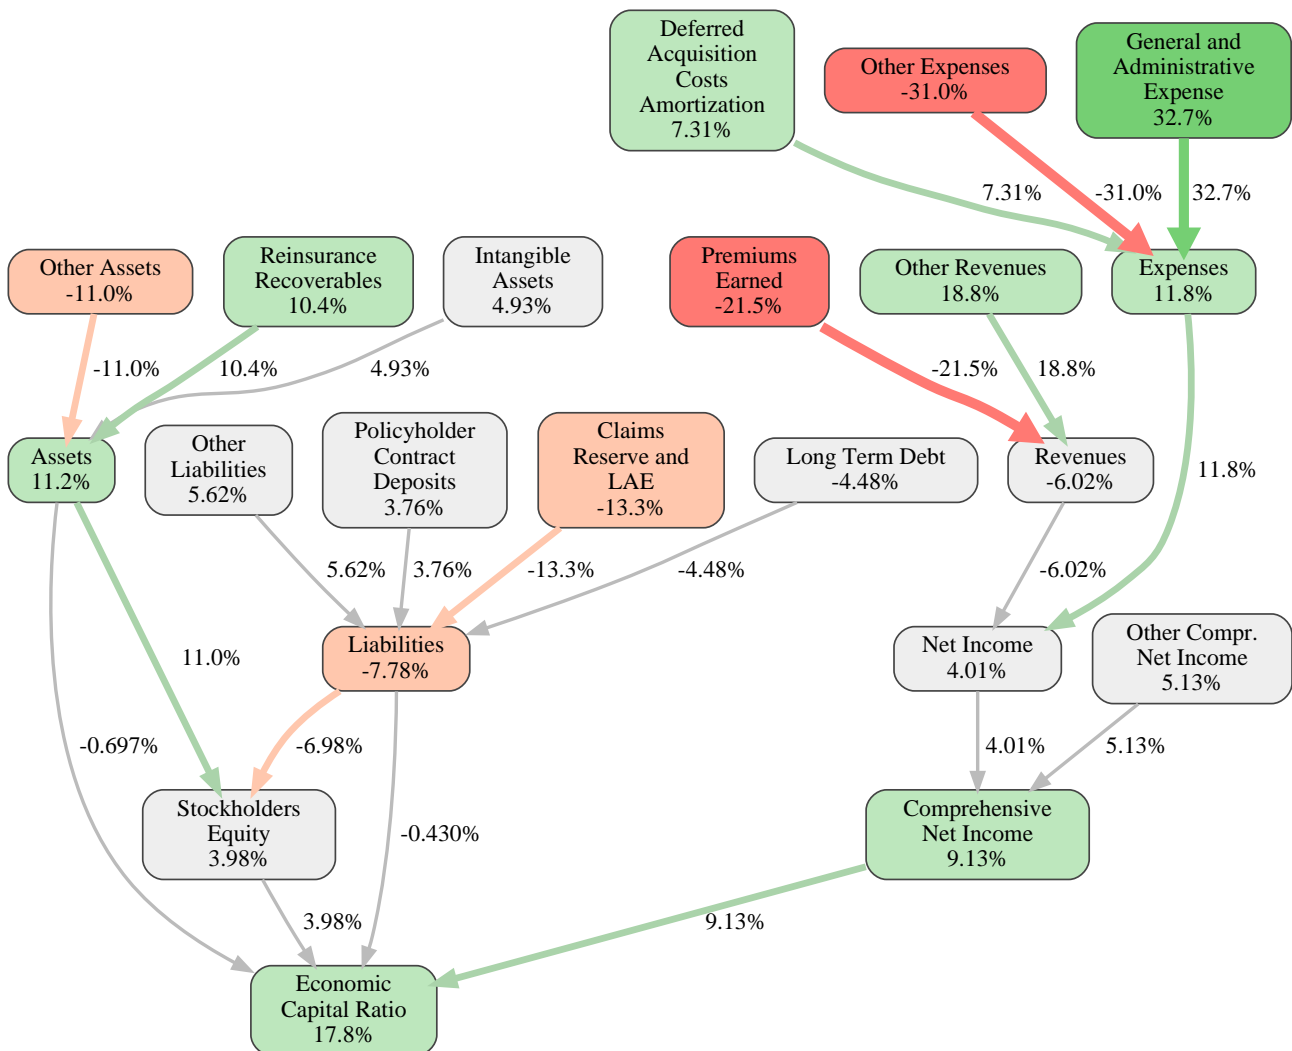 Deferred
Acquisition
Costs
Amortization
7.31%
Other Expenses
-31.0%
General and
Administrative
Expense
32.7%
7.31%
-31.0%
32.7%
Other Assets
-11.0%
Reinsurance
Recoverables
10.4%
Intangible
Assets
4.93%
Premiums
Earned
-21.5%
Other Revenues
18.8%
Expenses
11.8%
-11.0%
10.4%
4.93%
-21.5%
18.8%
Assets
11.2%
Other
Liabilities
5.62%
Policyholder
Contract
Deposits
3.76%
Claims
Reserve and
LAE
-13.3%
Long Term Debt
-4.48%
Revenues
-6.02%
11.8%
5.62%
3.76%
-13.3%
-4.48%
-6.02%
11.0%
Liabilities
-7.78%
Net Income
4.01%
Other Compr.
Net Income
5.13%
-0.697%
-6.98%
4.01%
5.13%
Stockholders
Equity
3.98%
-0.430%
Comprehensive
Net Income
9.13%
3.98%
9.13%
Economic
Capital Ratio
17.8%